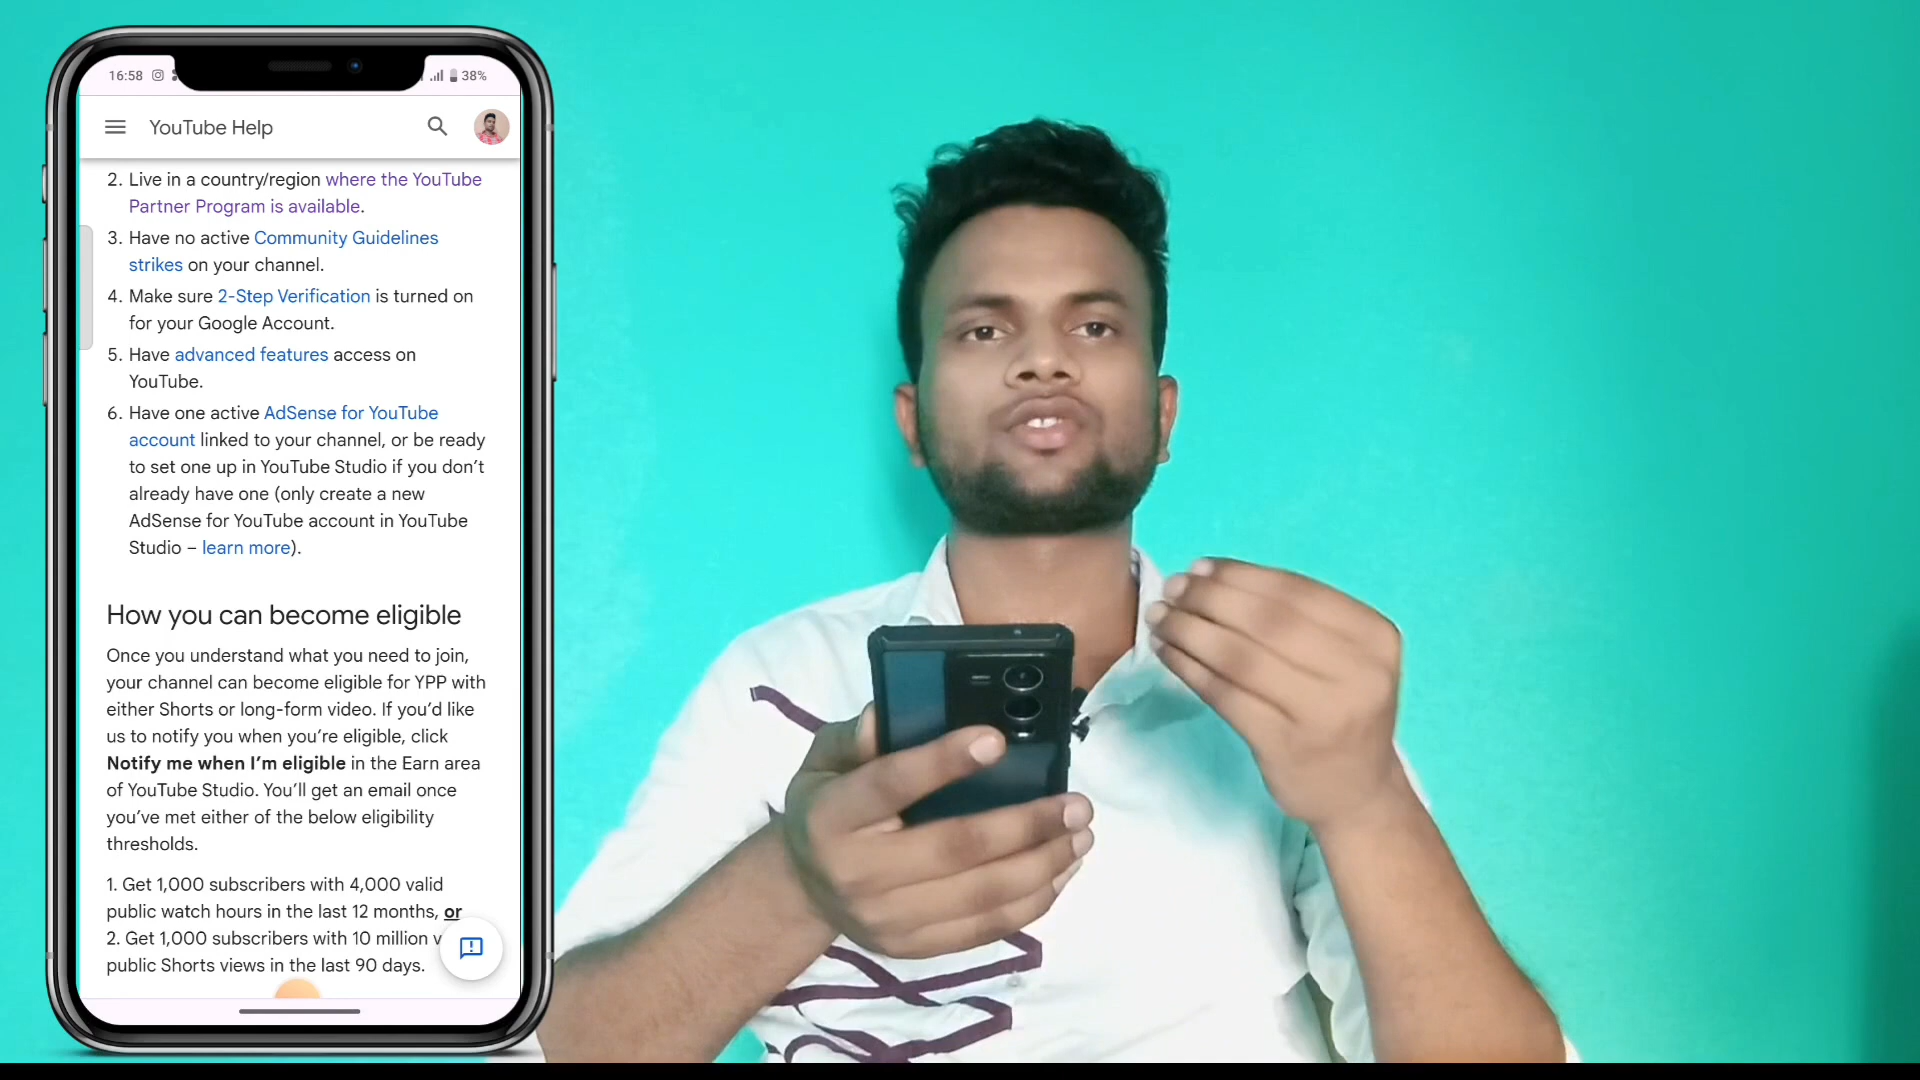 16:58
38%
YouTube Help
2. Live in a country/region where the YouTube
Partner Program is available.
3. Have no active Community Guidelines
strikes on your channel.
4. Make sure 2-Step Verification is turned on
for your Google Account.
5. Have advanced features access on
YouTube.
6. Have one active AdSense for YouTube
account linked to your channel, or be ready
to set one up in YouTube Studio if you don’t
already have one (only create a new
AdSense for YouTube account in YouTube
Studio – learn more).
How you can become eligible
Once you understand what you need to join,
your channel can become eligible for YPP with
either Shorts or long-form video. If you’d like
us to notify you when you’re eligible, click
Notify me when I’m eligible in the Earn area
of YouTube Studio. You’ll get an email once
you’ve met either of the below eligibility
thresholds.
1. Get 1,000 subscribers with 4,000 valid
public watch hours in the last 12 months, or
2. Get 1,000 subscribers with 10 million
public Shorts views in the last 90 days.